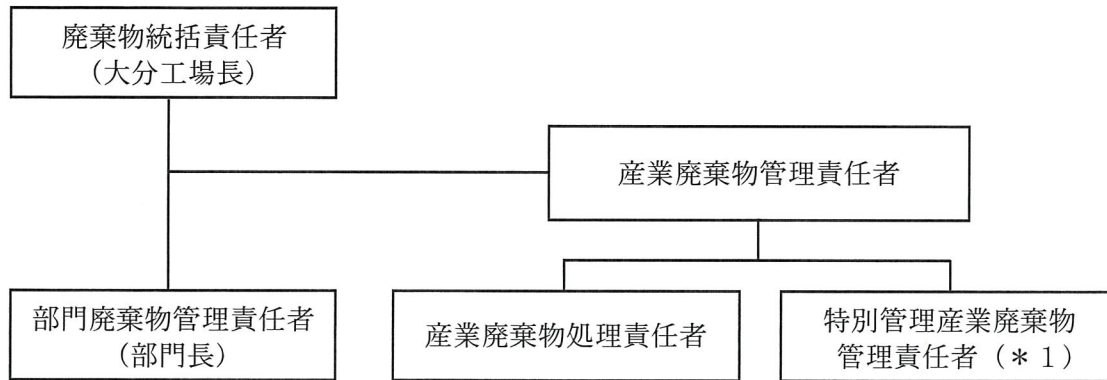 廃棄物統括責任者
(大分工場長)
産業廃棄物管理責任者
部門廃棄物管理責任者
(部門長)
産業廃棄物処理責任者
特別管理産業廃棄物
管理責任者（＊1）